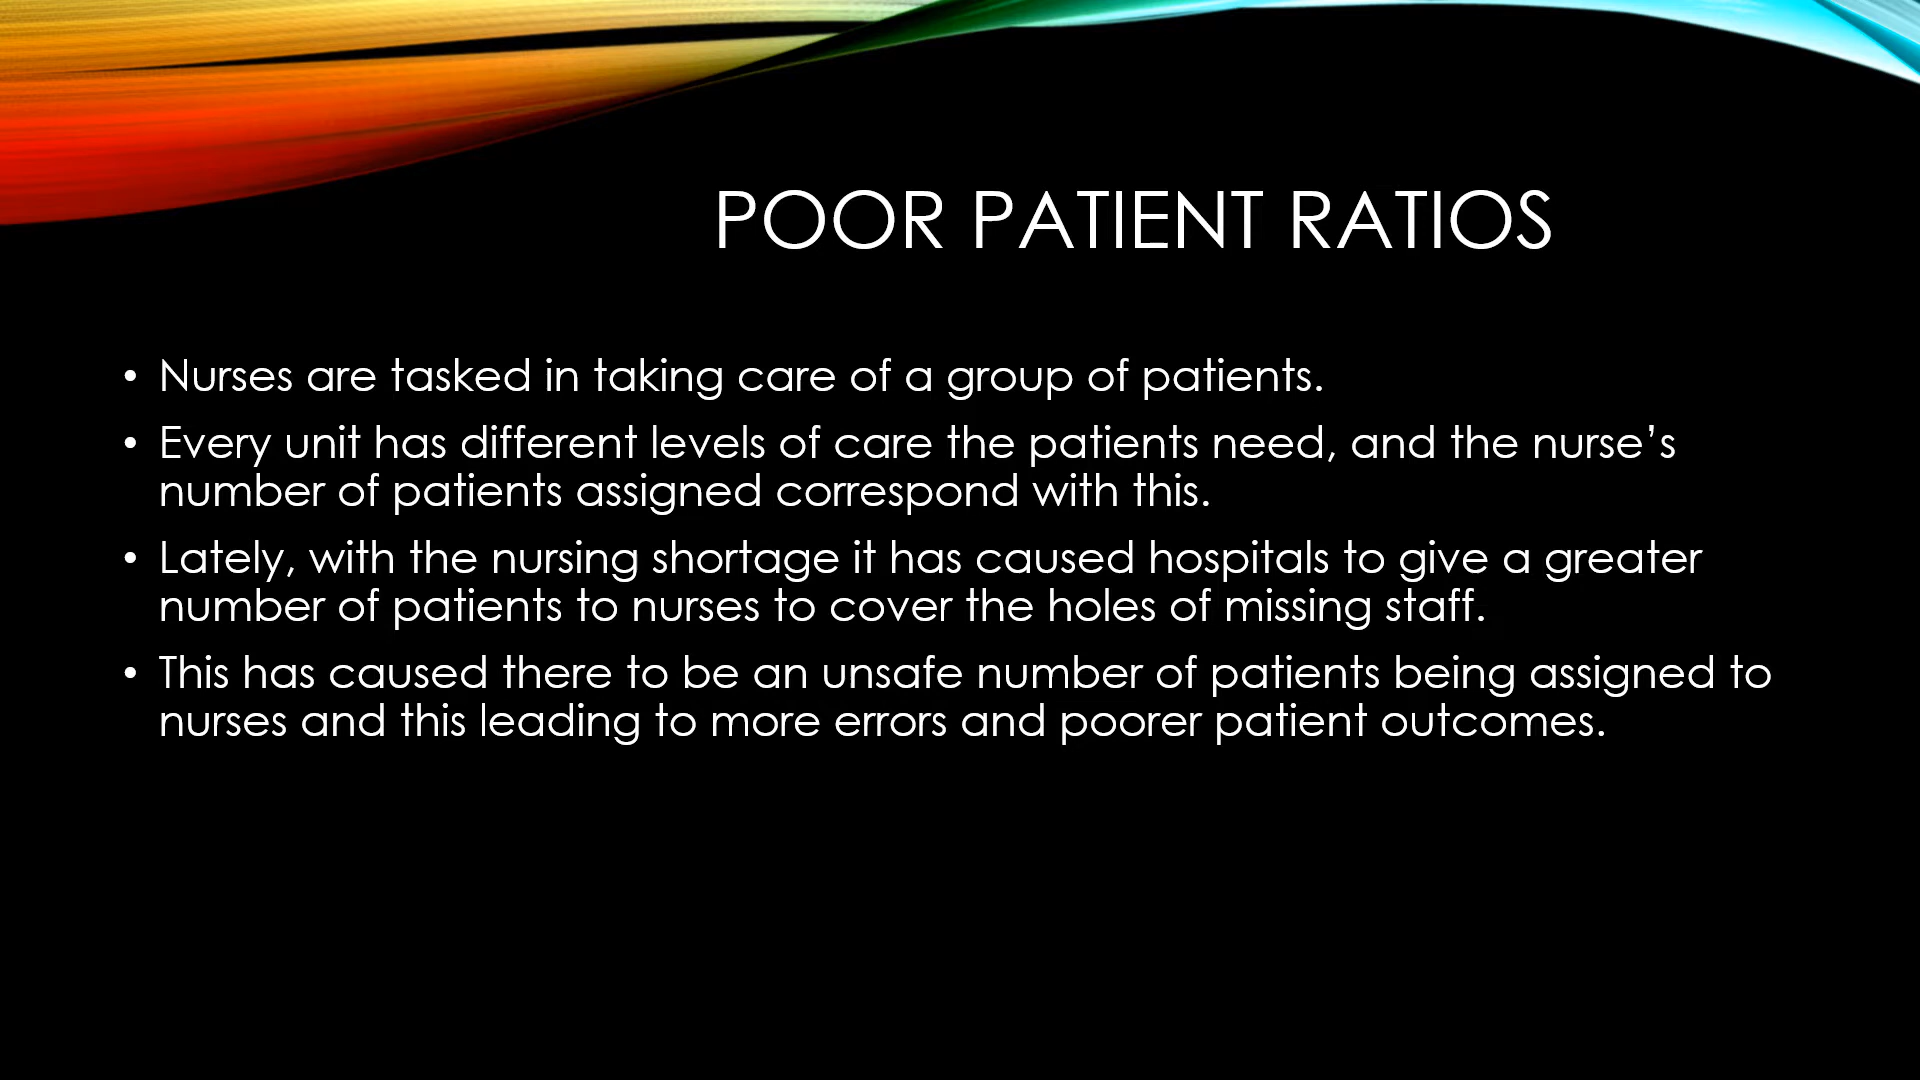 POOR PATIENT RATIOS
• Nurses are tasked in taking care of a group of patients.
• Every unit has different levels of care the patients need, and the nurse’s
number of patients assigned correspond with this.
• Lately, with the nursing shortage it has caused hospitals to give a greater
number of patients to nurses to cover the holes of missing staff.
• This has caused there to be an unsafe number of patients being assigned to
nurses and this leading to more errors and poorer patient outcomes.